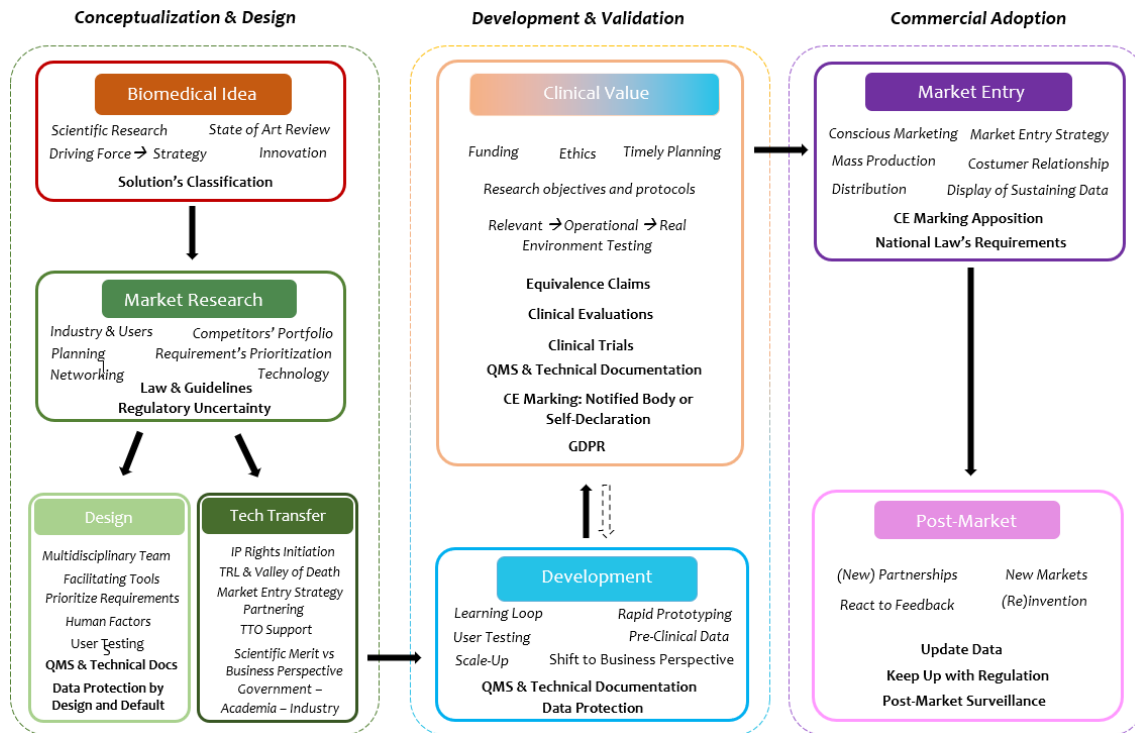 Conceptualization & Design
Development & Validation
Commercial Adoption
Biomedical Idea
Scientific Research
State of Art Review
Driving Force → Strategy
Innovation
Solution's Classification
Market Research
Industry & Users
Competitors' Portfolio
Planning
Requirement's Prioritization
Networking
Technology
Law & Guidelines
Regulatory Uncertainty
Design
Multidisciplinary Team
Facilitating Tools
Prioritize Requirements
Human Factors
User Testing
S
QMS & Technical Docs
Data Protection by
Design and Default
Tech Transfer
IP Rights Initiation
TRL & Valley of Death
Market Entry Strategy
Partnering
TTO Support
Scientific Merit vs
Business Perspective
Government –
Academia – Industry
Clinical Value
Funding
Ethics
Timely Planning
Research objectives and protocols
Relevant → Operational → Real
Environment Testing
Equivalence Claims
Clinical Evaluations
Clinical Trials
QMS & Technical Documentation
CE Marking: Notified Body or
Self-Declaration
GDPR
Development
Learning Loop
Rapid Prototyping
User Testing
Pre-Clinical Data
Scale-Up
Shift to Business Perspective
QMS & Technical Documentation
Data Protection
Market Entry
Conscious Marketing
Market Entry Strategy
Mass Production
Costumer Relationship
Distribution
Display of Sustaining Data
CE Marking Apposition
National Law's Requirements
Post-Market
(New) Partnerships
New Markets
React to Feedback
(Re)invention
Update Data
Keep Up with Regulation
Post-Market Surveillance